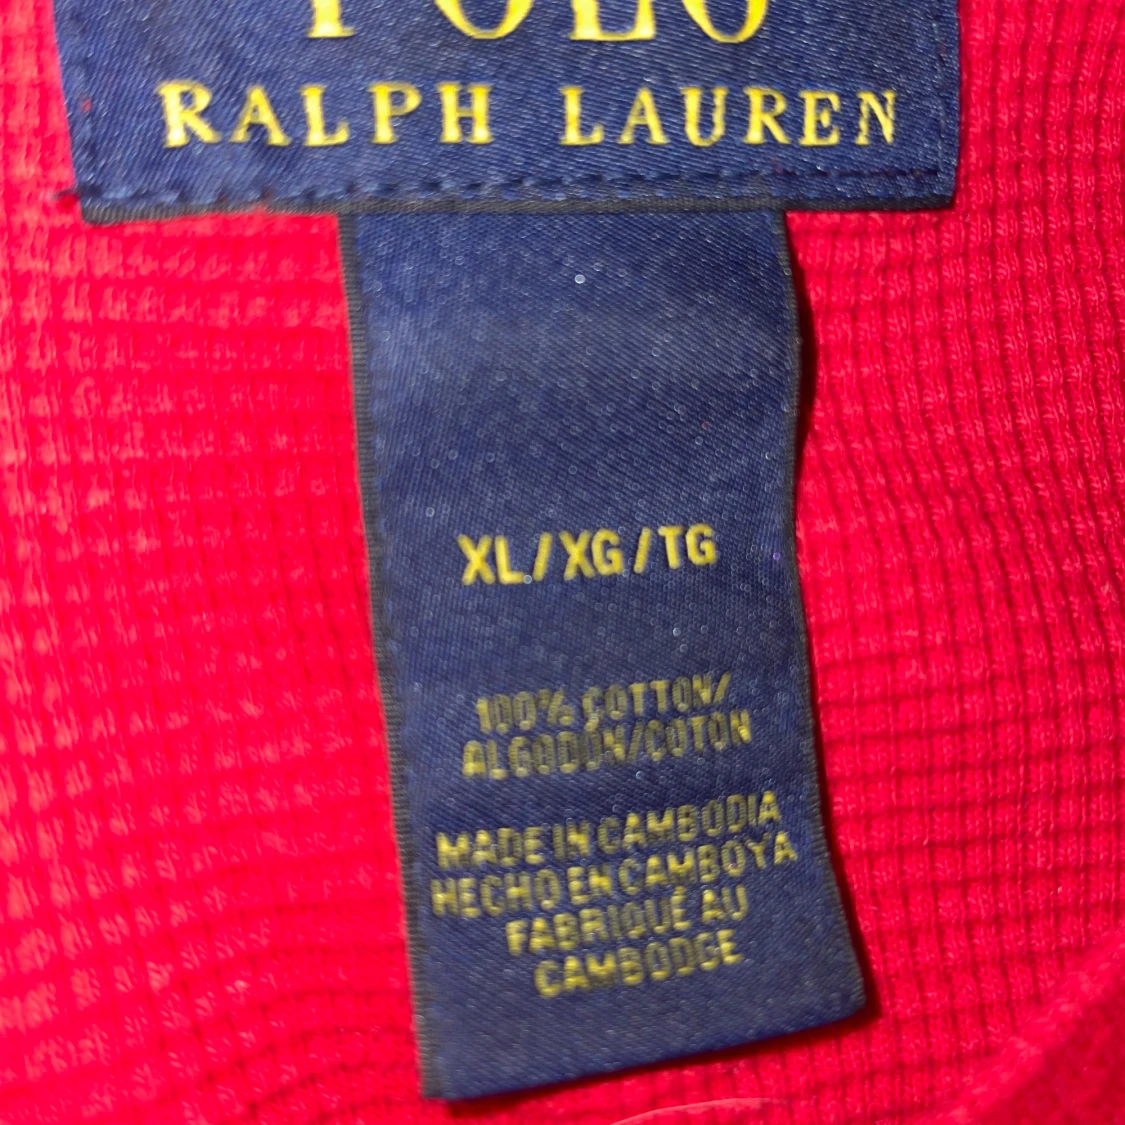 POLO
RALPH LAUREN
XL/XG/TG
100% COTTON/
ALGODÓN/COTON
MADE IN CAMBODIA
HECHO EN CAMBOYA
FABRIQUÉ AU
CAMBODGE